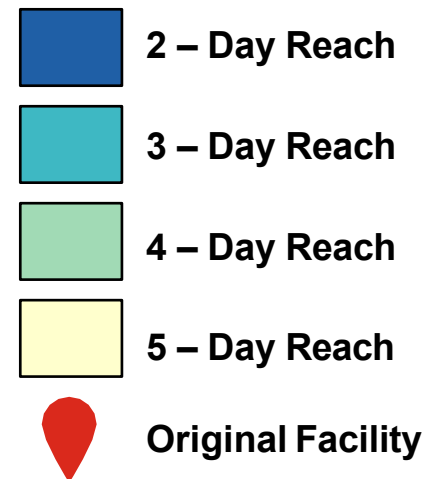 2 – Day Reach
3 – Day Reach
4 – Day Reach
5 – Day Reach
Original Facility